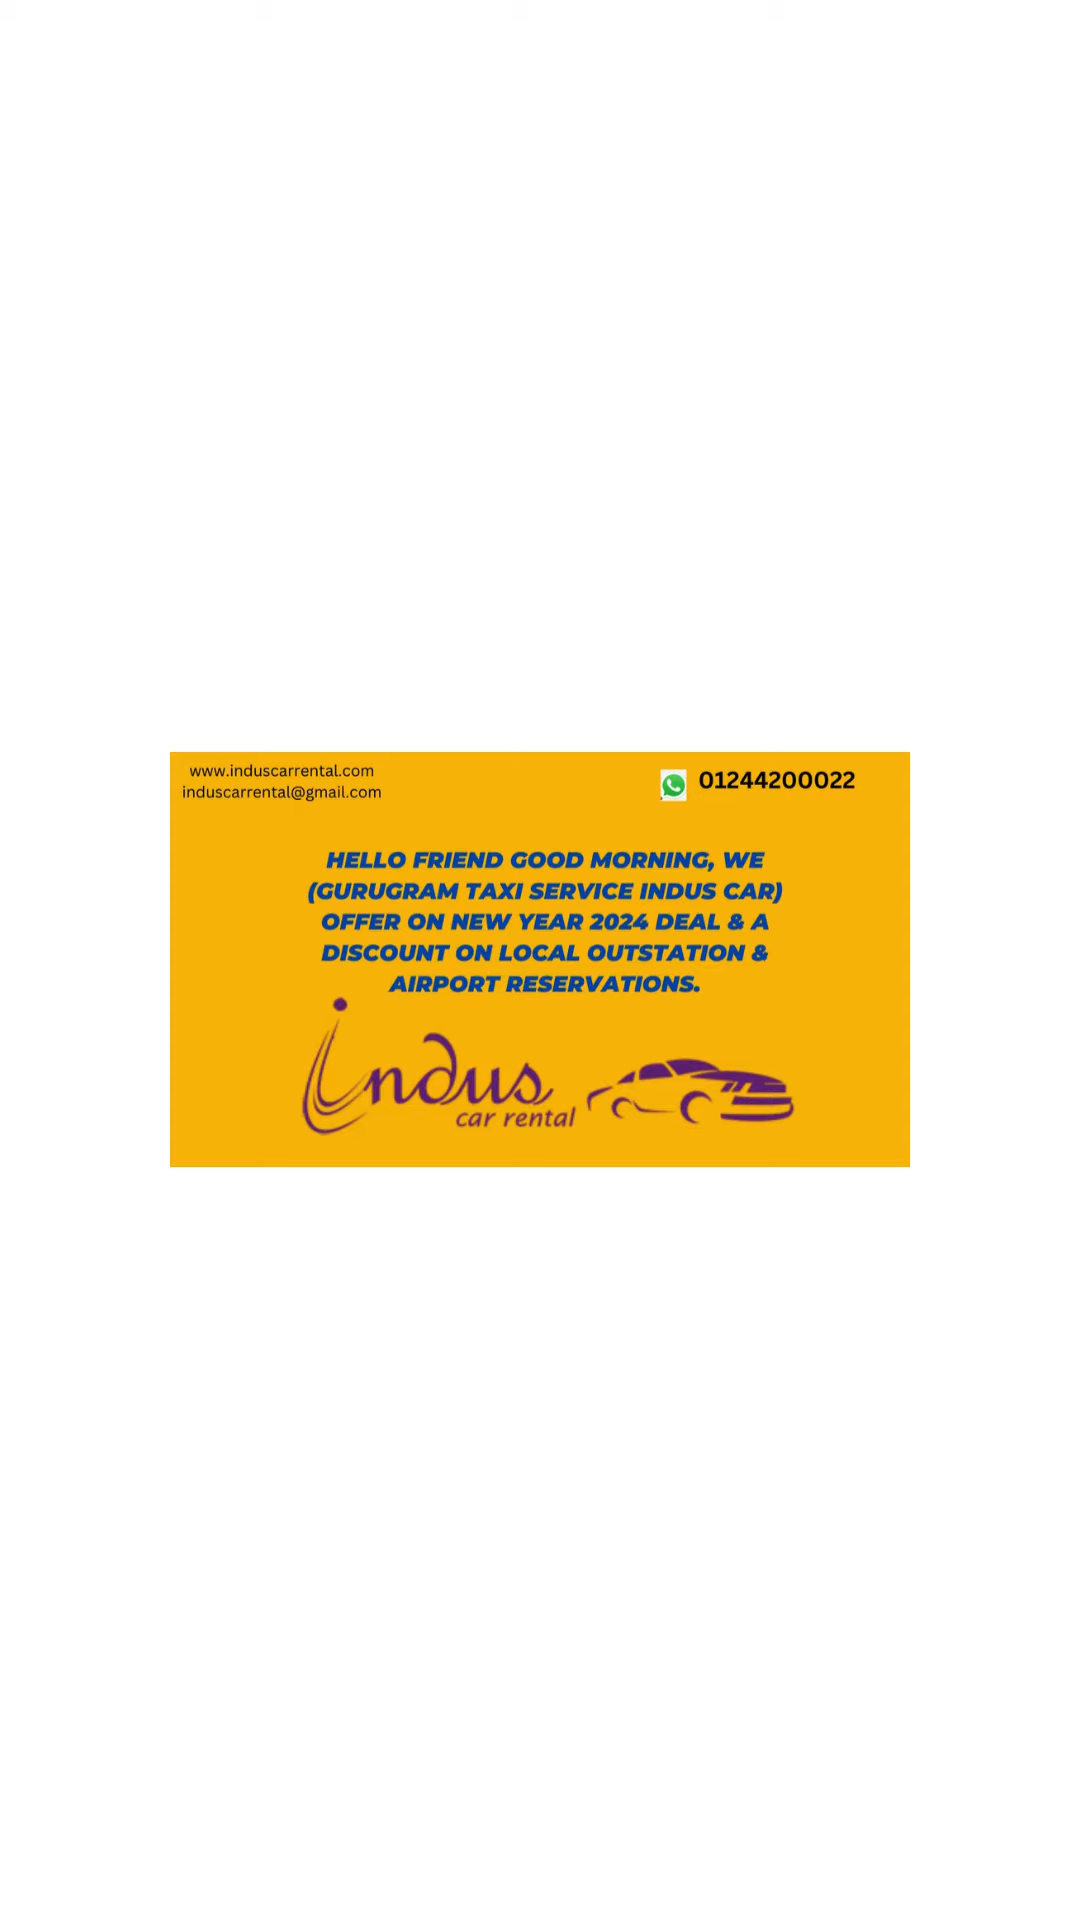 www.induscarrental.com
induscarrental@gmail.com
01244200022
HELLO FRIEND GOOD MORNING, WE
(GURUGRAM TAXI SERVICE INDUS CAR)
OFFER ON NEW YEAR 2024 DEAL & A
DISCOUNT ON LOCAL OUTSTATION &
AIRPORT RESERVATIONS.
indus
car rental